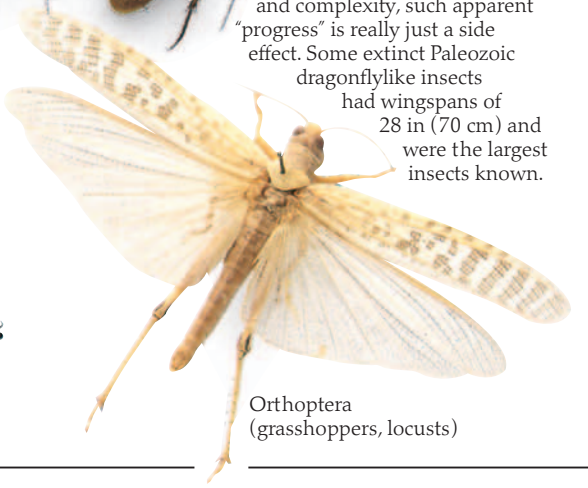 and complexity, such apparent
“progress” is really just a side
effect. Some extinct Paleozoic
dragonflylike insects
had wingspans of
28 in (70 cm) and
were the largest
insects known.
Orthoptera
(grasshoppers, locusts)